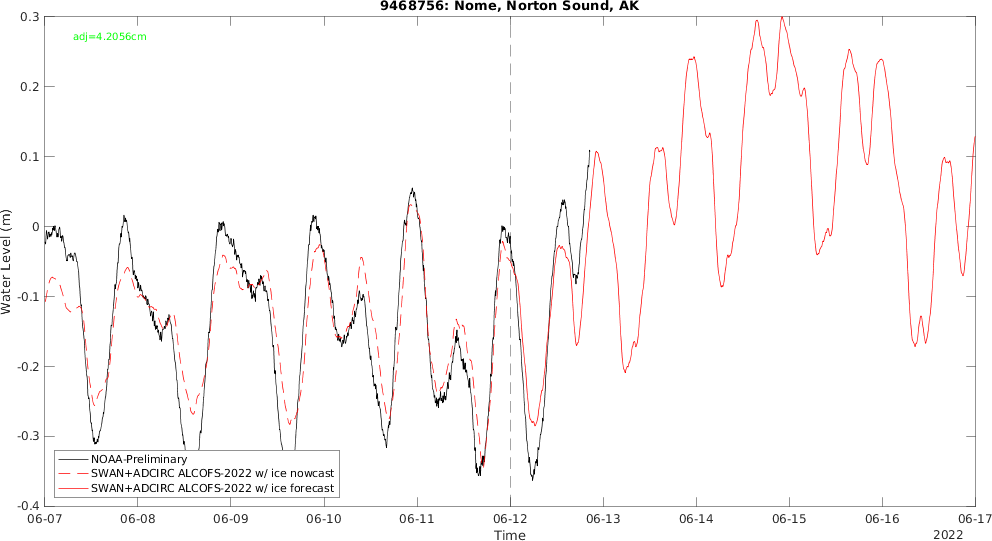 9468756: Nome, Norton Sound, AK
adj=4.2056cm
0.3
0.2
0.1
0
-0.1
-0.2
-0.3
-0.4
Water Level (m)
NOAA-Preliminary
SWAN+ADCIRC ALCOFS-2022 w/ ice nowcast
SWAN+ADCIRC ALCOFS-2022 w/ ice forecast
06-07 06-08 06-09 06-10 06-11 06-12 06-13 06-14 06-15 06-16 06-17
Time
2022